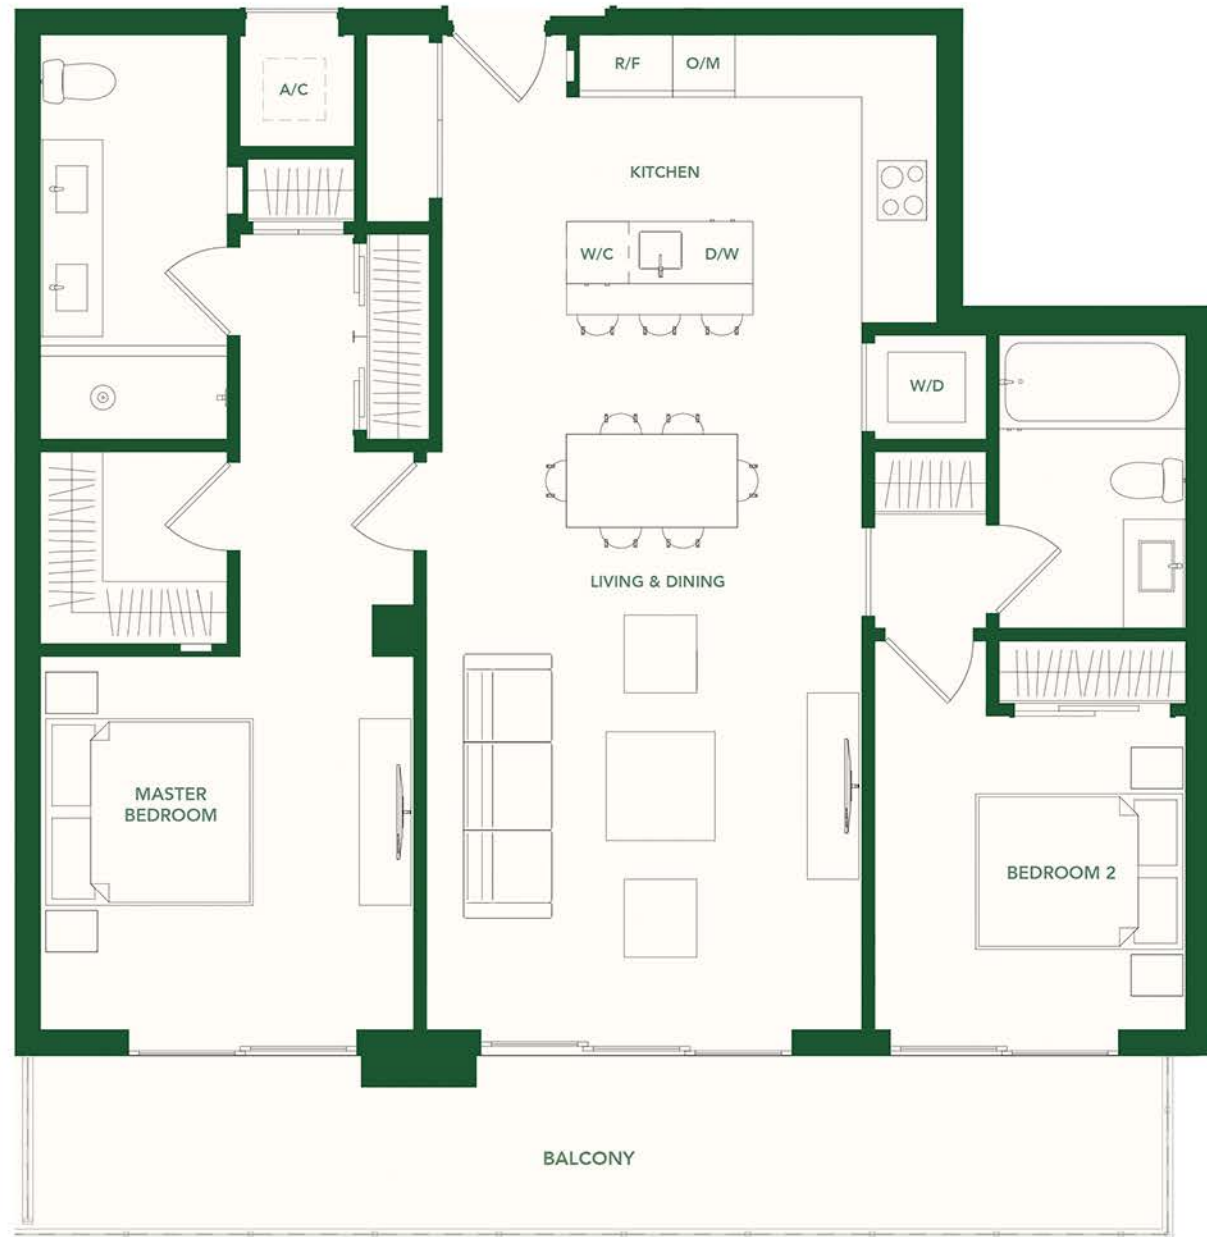 R/F
O/M
A/C
KITCHEN
W/C
D/W
W/D
LIVING & DINING
MASTER
BEDROOM
BEDROOM 2
BALCONY